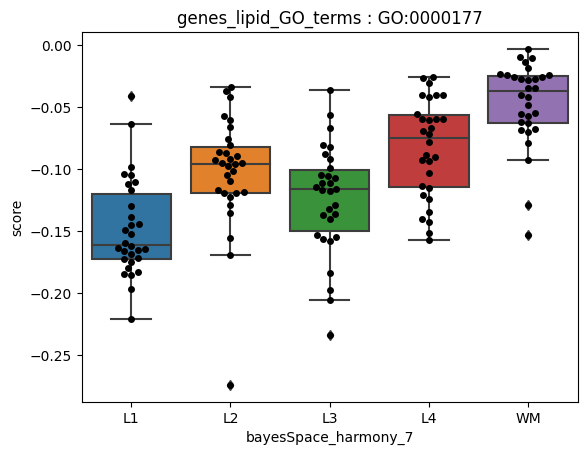 genes_lipid_GO_terms : GO:0000177
0.00
−0.05
−0.10
−0.15
−0.20
−0.25
score
L1 L2 L3 L4 WM
bayesSpace_harmony_7